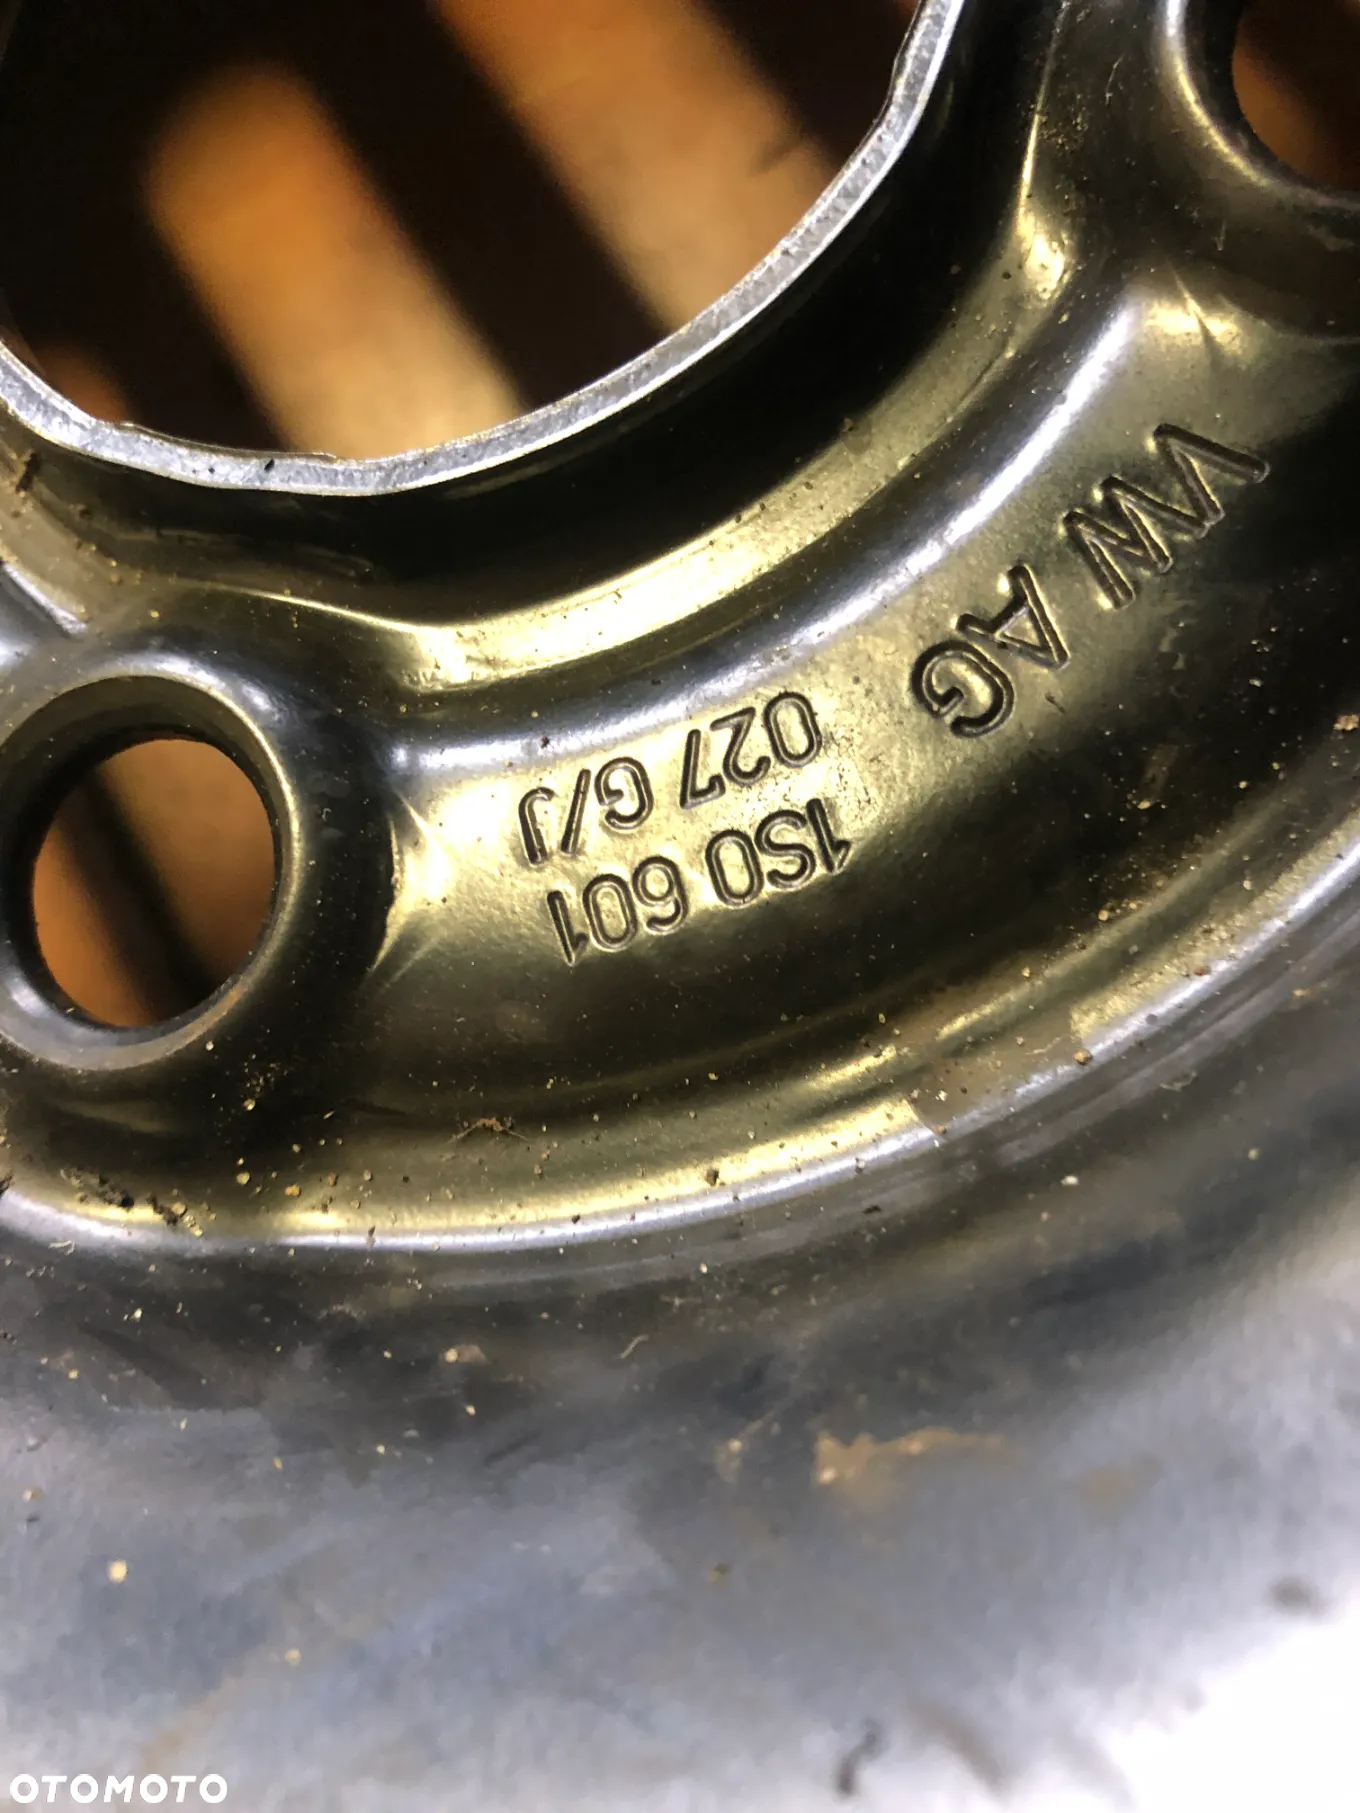 VW AG
1S0 601
027 G/J
OTOMOTO